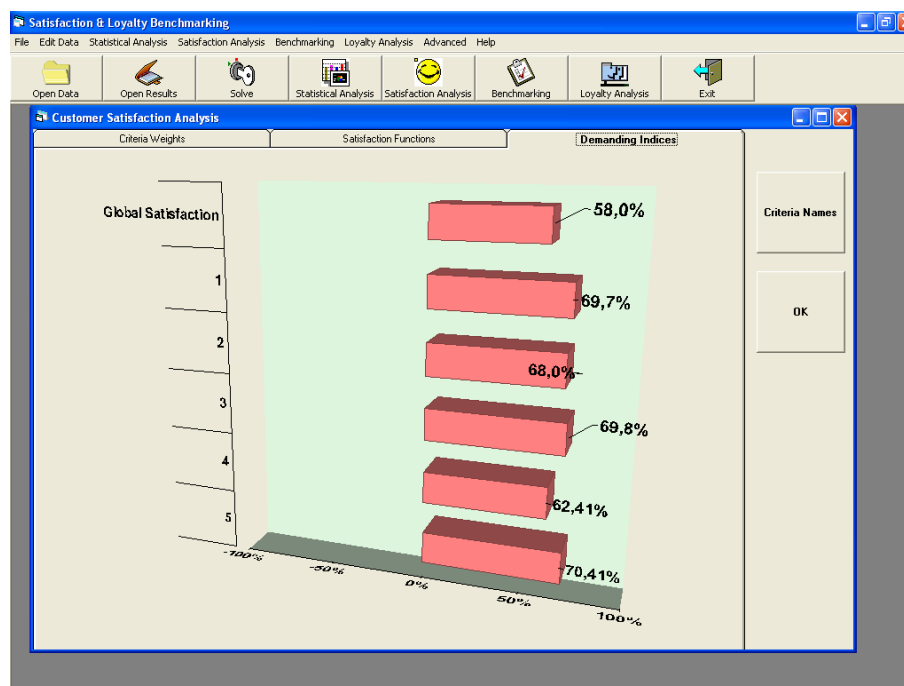 Satisfaction & Loyalty Benchmarking
File Edit Data Statistical Analysis Satisfaction Analysis Benchmarking Loyalty Analysis Advanced Help
Open Data Open Results Solve Statistical Analysis Satisfaction Analysis Benchmarking Loyalty Analysis Exit
Customer Satisfaction Analysis
Criteria Weights Satisfaction Functions Demanding Indices
Global Satisfaction 58,0%
Criteria Names
1 69,7%
OK
2 68,0%
3 69,8%
4 62,41%
5 70,41%
-100% -50% 0% 50% 100%